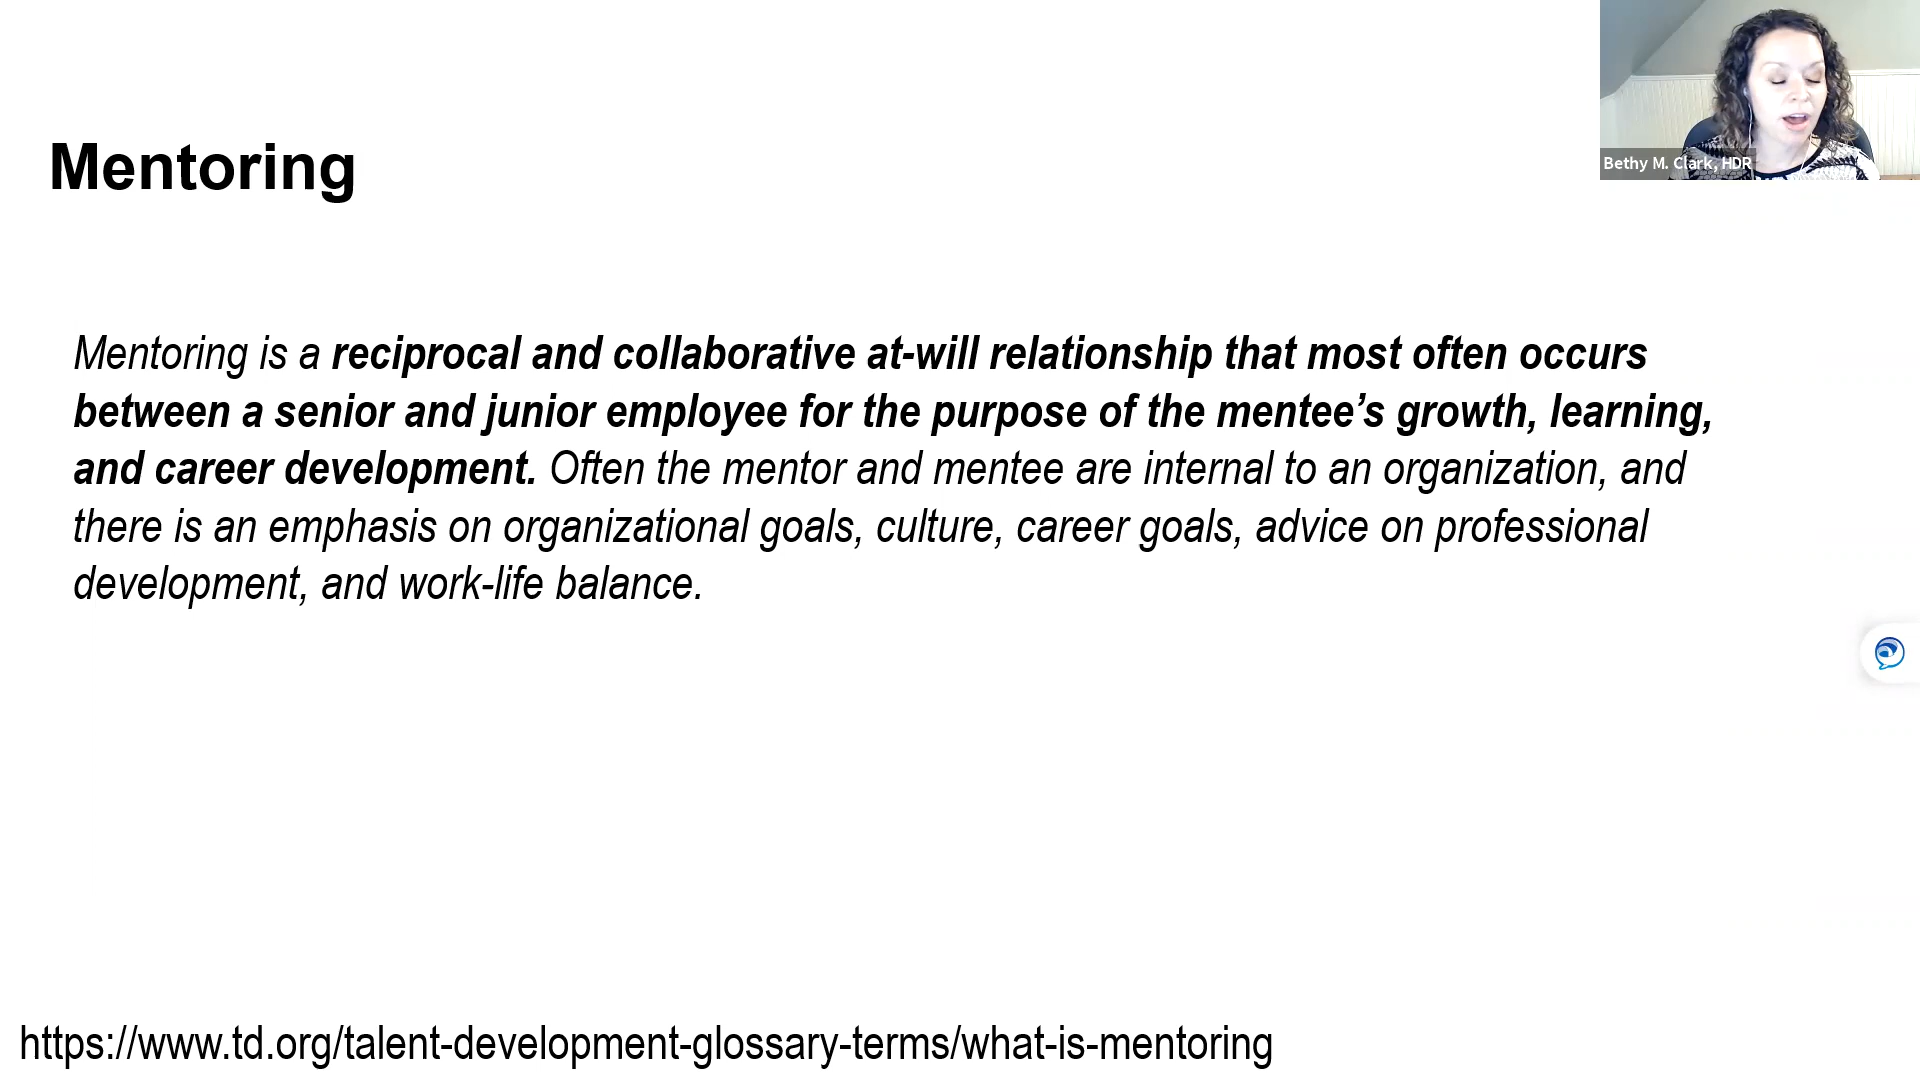 Mentoring
Bethy M. Clark, HDR
Mentoring is a reciprocal and collaborative at-will relationship that most often occurs
between a senior and junior employee for the purpose of the mentee’s growth, learning,
and career development. Often the mentor and mentee are internal to an organization, and
there is an emphasis on organizational goals, culture, career goals, advice on professional
development, and work-life balance.
https://www.td.org/talent-development-glossary-terms/what-is-mentoring